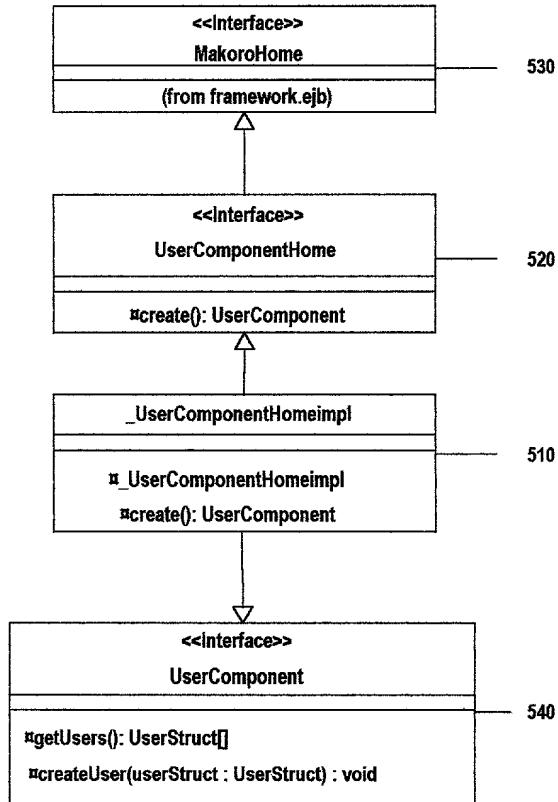 <<Interface>>
MakoroHome
(from framework.ejb)
530
<<Interface>>
UserComponentHome
¤create(): UserComponent
520
_UserComponentHomeimpl
¤_UserComponentHomeimpl
¤create(): UserComponent
510
<<Interface>>
UserComponent
¤getUsers(): UserStruct[]
¤createUser(userStruct : UserStruct) : void
540